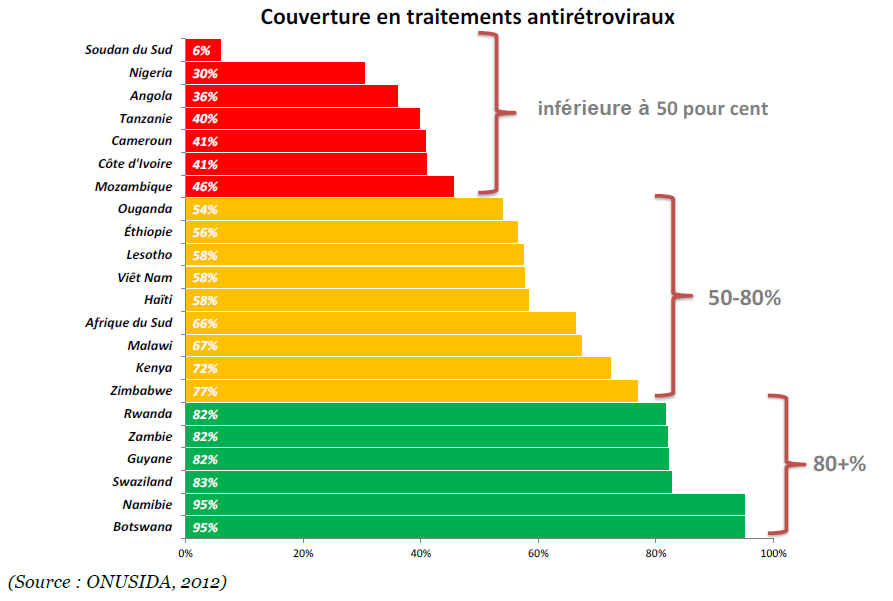 Couverture en traitements antirétroviraux
Soudan du Sud 6%
Nigeria 30%
Angola 36%
Tanzanie 40%
Cameroun 41%
Côte d'Ivoire 41%
Mozambique 46%
inférieure à 50 pour cent
Ouganda 54%
Éthiopie 56%
Lesotho 58%
Viêt Nam 58%
Haïti 58%
Afrique du Sud 66%
Malawi 67%
Kenya 72%
Zimbabwe 77%
50-80%
Rwanda 82%
Zambie 82%
Guyane 82%
Swaziland 83%
Namibie 95%
Botswana 95%
80+%
0% 20% 40% 60% 80% 100%
(Source : ONUSIDA, 2012)